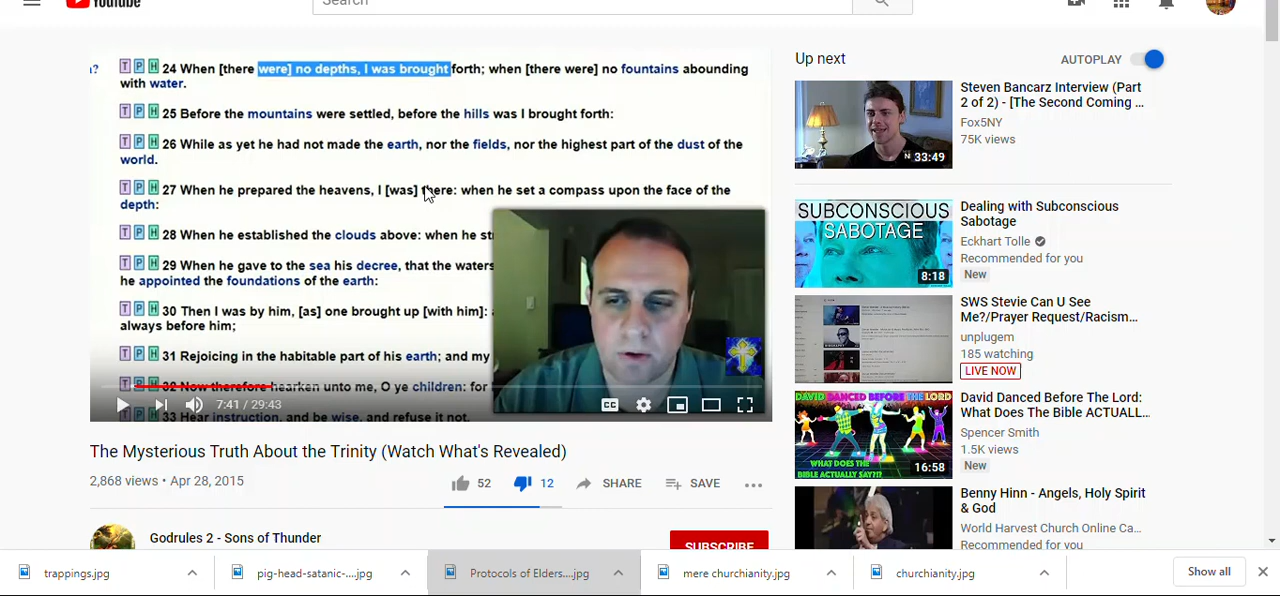 YouTube
Search
24 When [there were] no depths, I was brought forth; when [there were] no fountains abounding
with water.
25 Before the mountains were settled, before the hills was I brought forth:
26 While as yet he had not made the earth, nor the fields, nor the highest part of the dust of the
world.
27 When he prepared the heavens, I [was] there: when he set a compass upon the face of the
depth:
28 When he established the clouds above: when he st
29 When he gave to the sea his decree, that the waters
he appointed the foundations of the earth:
30 Then I was by him, [as] one brought up [with him]:
always before him;
31 Rejoicing in the habitable part of his earth; and my
32 Now therefore hearken unto me, O ye children: for
33 Hear instruction, and be wise, and refuse it not.
7:41 / 29:43
CC
The Mysterious Truth About the Trinity (Watch What's Revealed)
2,868 views • Apr 28, 2015
52
12
SHARE
SAVE
Godrules 2 - Sons of Thunder
SUBSCRIBE
Up next
AUTOPLAY
33:49
Steven Bancarz Interview (Part
2 of 2) - [The Second Coming ...
Fox5NY
75K views
SUBCONSCIOUS
SABOTAGE
8:18
Dealing with Subconscious
Sabotage
Eckhart Tolle
Recommended for you
New
SWS Stevie Can U See
Me?/Prayer Request/Racism...
unplugem
185 watching
LIVE NOW
DAVID DANCED BEFORE THE LORD
WHAT DOES THE
BIBLE ACTUALLY SAY?!?
16:58
David Danced Before The Lord:
What Does The Bible ACTUALL...
Spencer Smith
1.5K views
New
Benny Hinn - Angels, Holy Spirit
& God
World Harvest Church Online Ca...
Recommended for you
trappings.jpg
pig-head-satanic-....jpg
Protocols of Elders....jpg
mere churchianity.jpg
churchianity.jpg
Show all